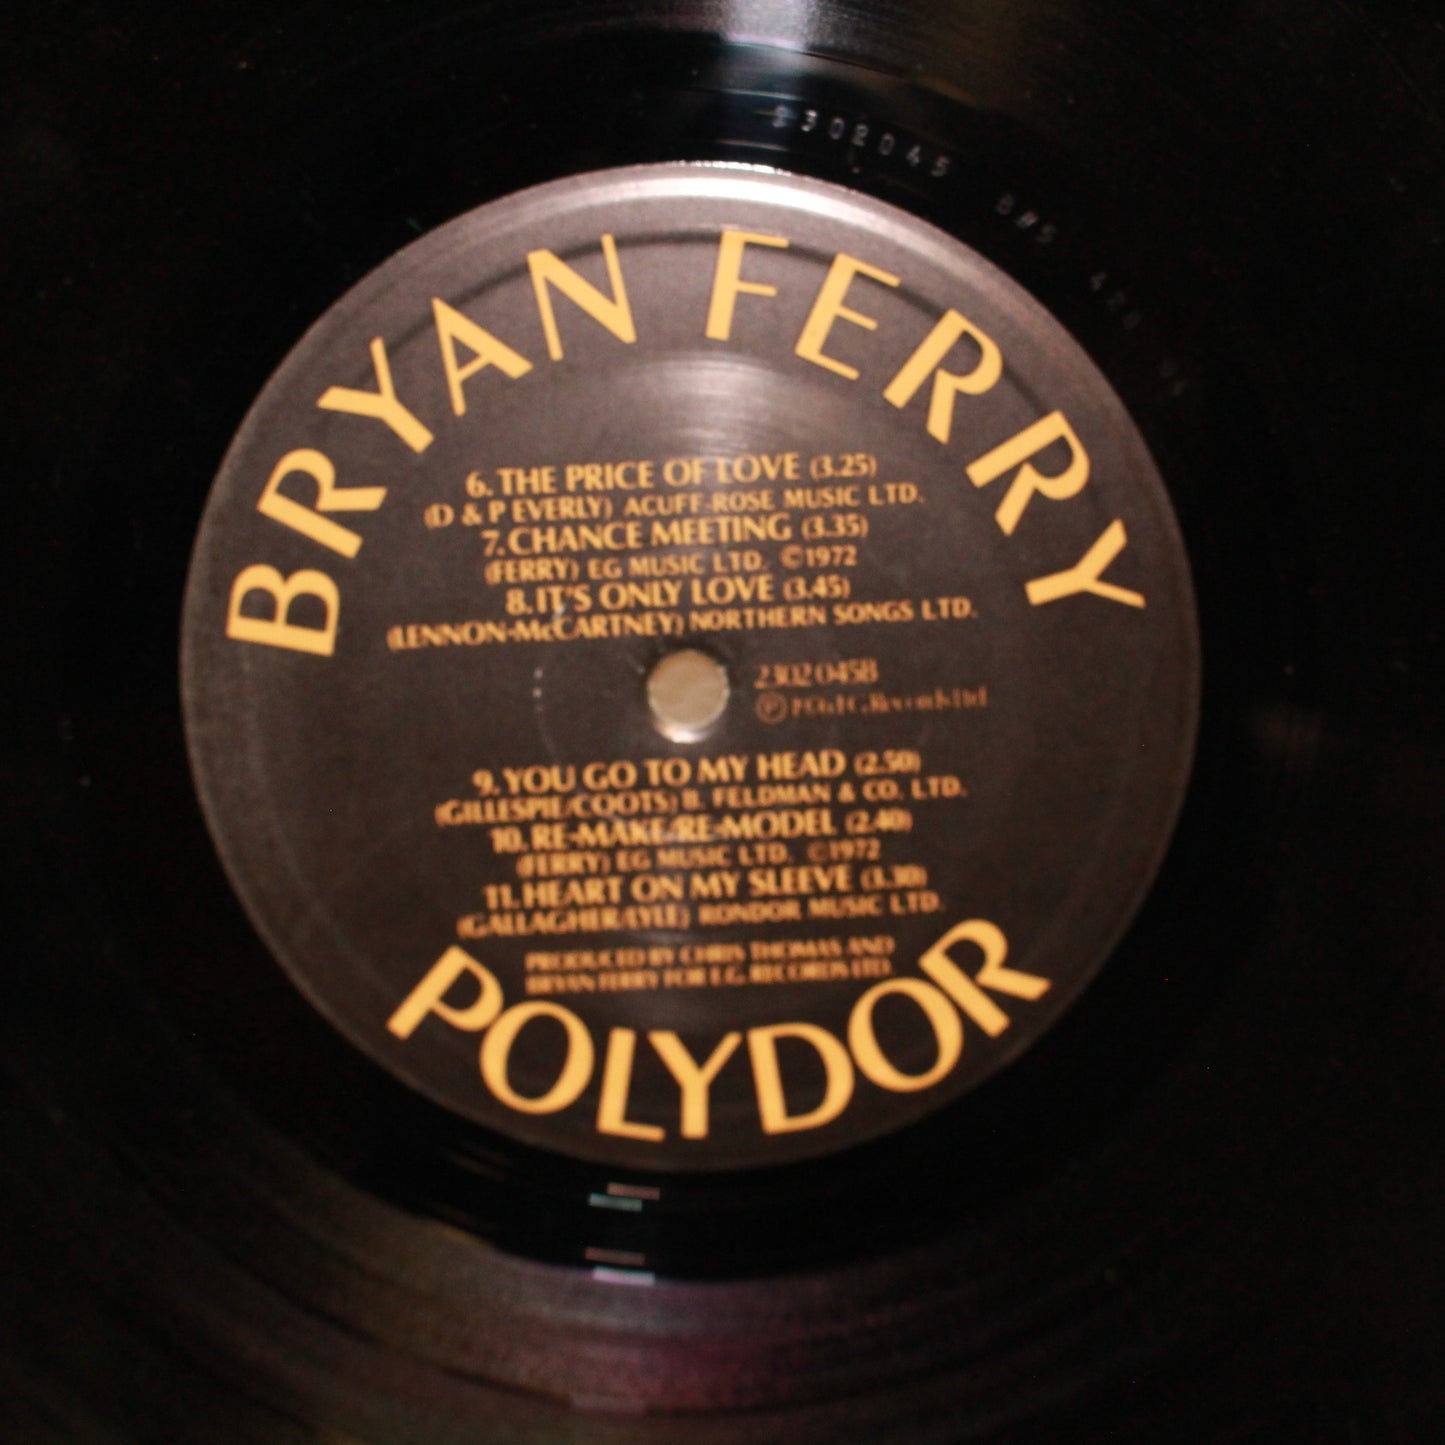 2302045
BRYAN FERRY
6. THE PRICE OF LOVE (3.25)
(D & P EVERLY) ACUFF-ROSE MUSIC LTD.
7. CHANCE MEETING (3.35)
(FERRY) EG MUSIC LTD. ©1972
8. IT'S ONLY LOVE (3.45)
(LENNON-McCARTNEY) NORTHERN SONGS LTD.
2302 045B
Ⓟ E.G. Records Ltd
9. YOU GO TO MY HEAD (2.50)
(GILLESPIE/COOTS) B. FELDMAN & CO. LTD.
10. RE-MAKE/RE-MODEL (2.40)
(FERRY) EG MUSIC LTD. ©1972
11. HEART ON MY SLEEVE (3.30)
(GALLAGHER/LYLE) RONDOR MUSIC LTD.
PRODUCED BY CHRIS THOMAS AND
BRYAN FERRY FOR E.G. RECORDS LTD.
POLYDOR